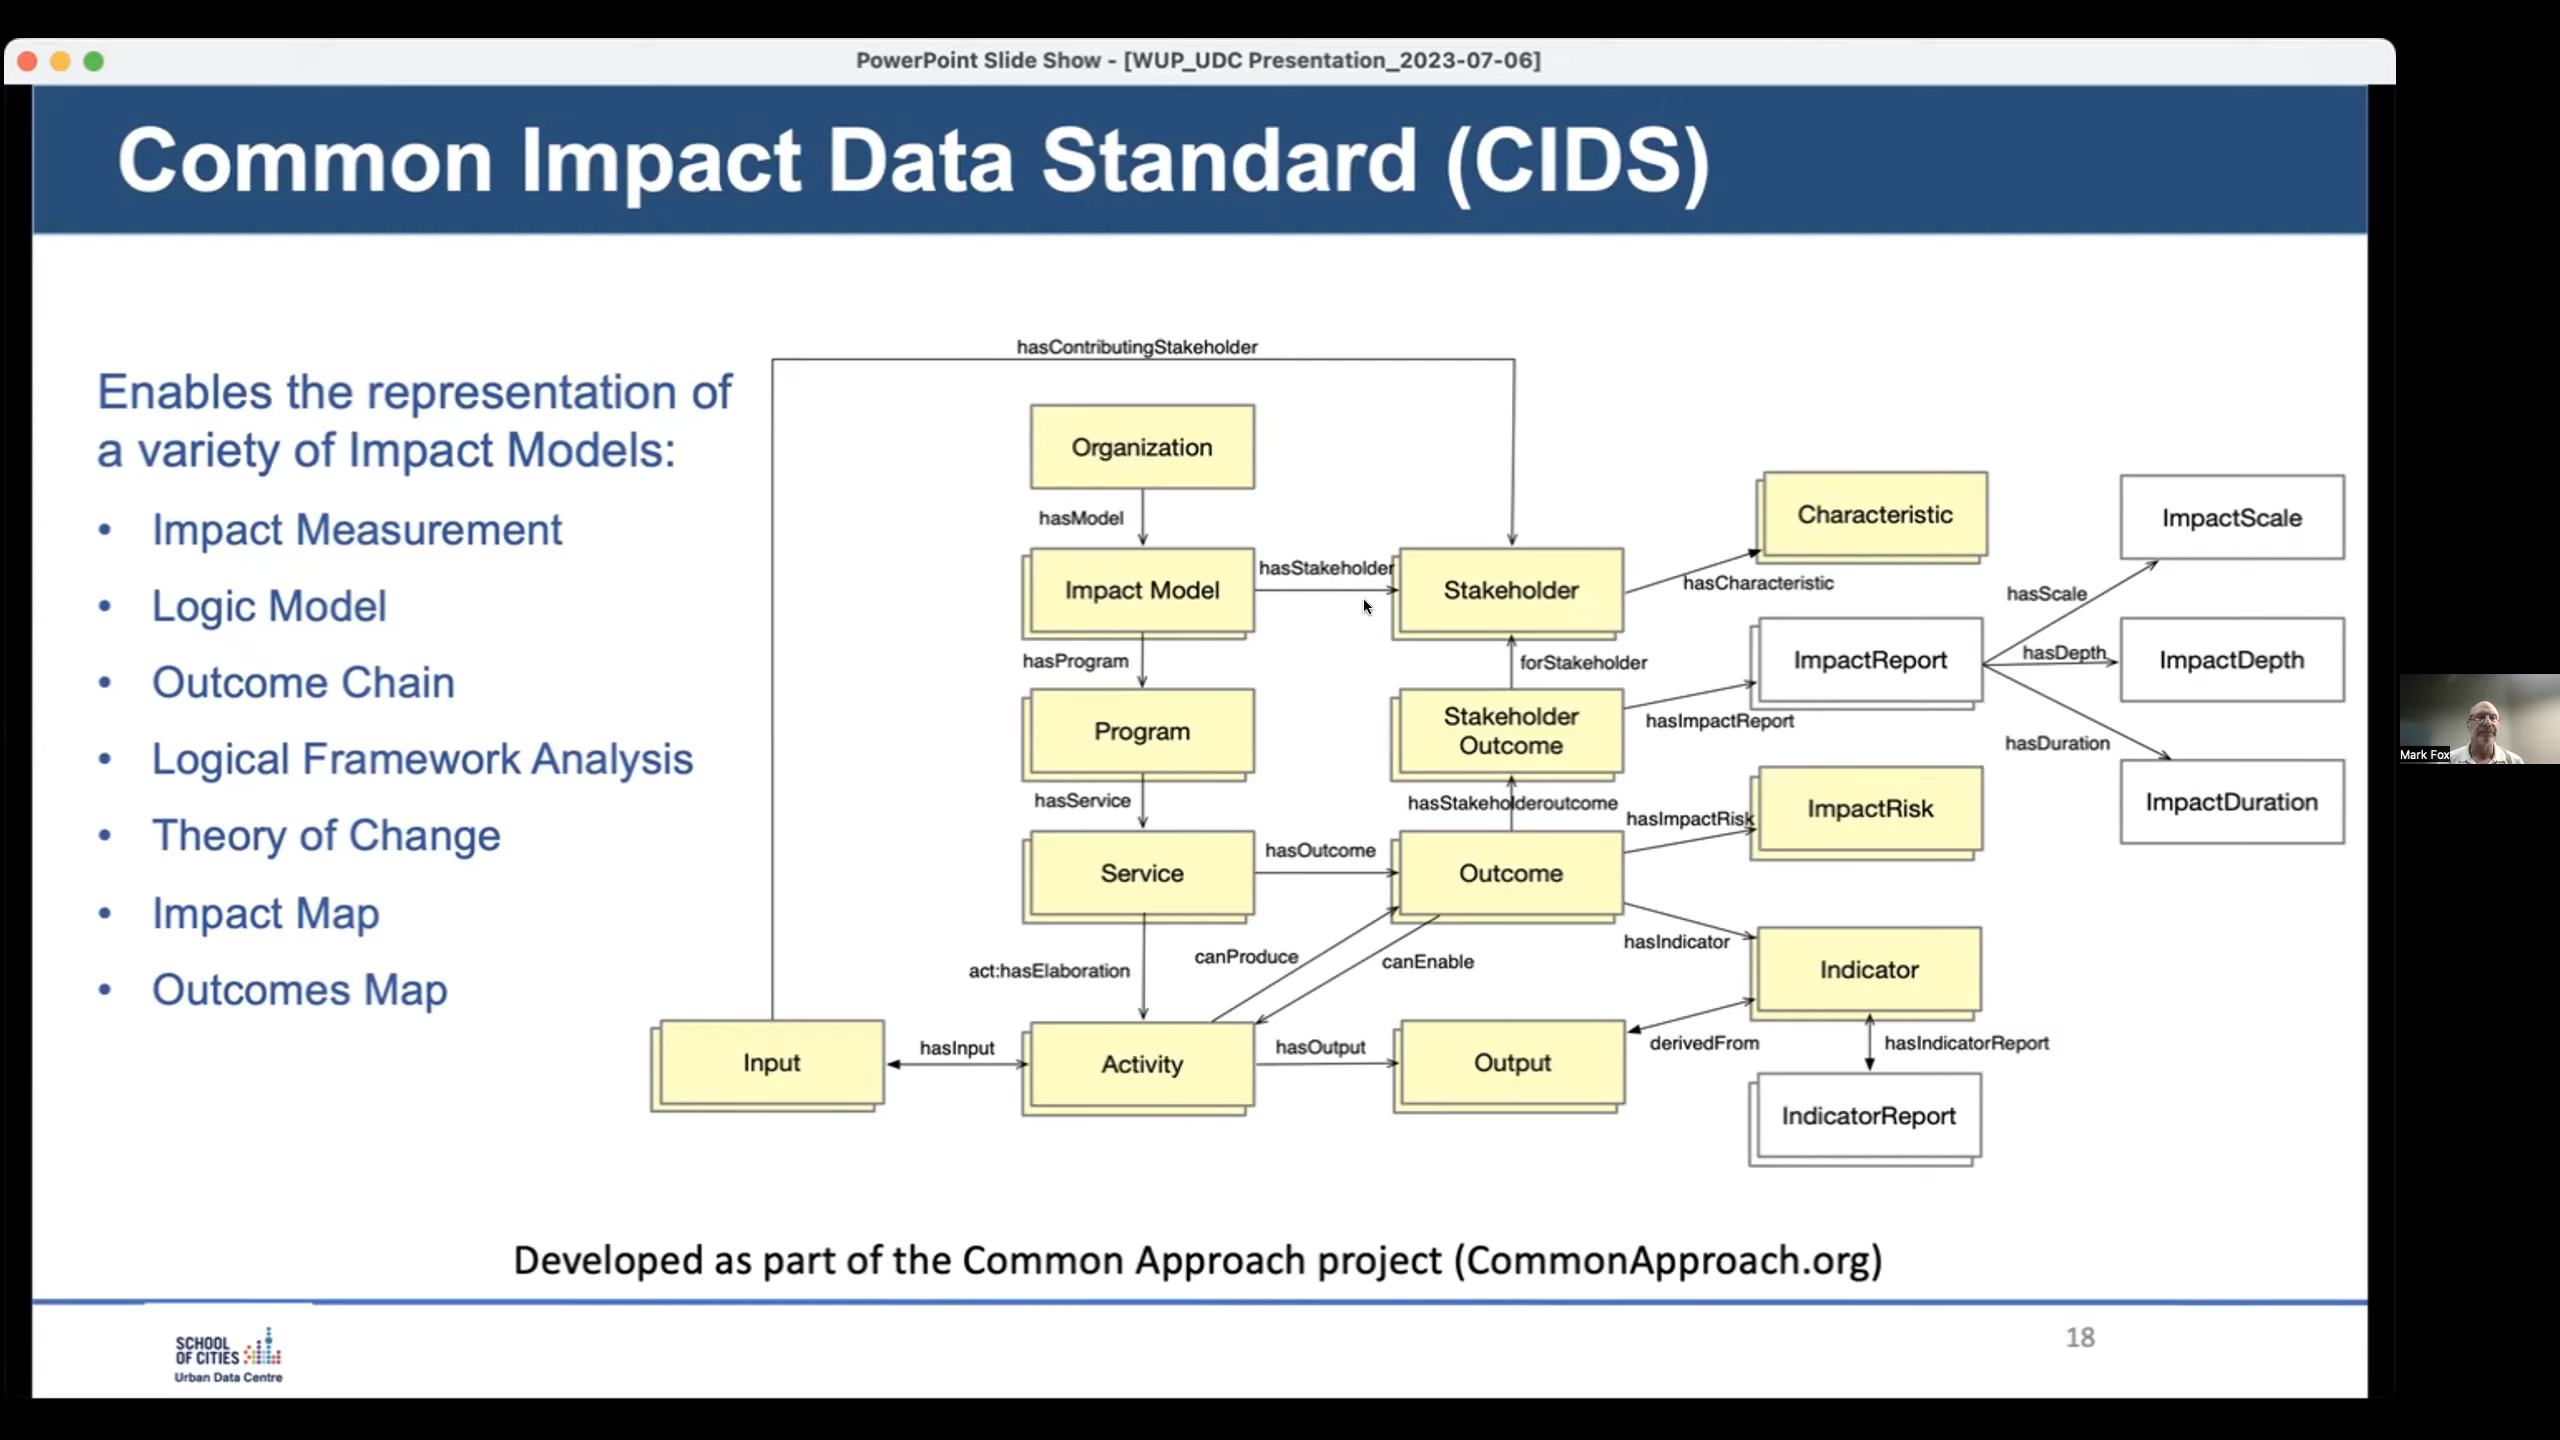 PowerPoint Slide Show - [WUP_UDC Presentation_2023-07-06]
Common Impact Data Standard (CIDS)
Enables the representation of
a variety of Impact Models:
• Impact Measurement
• Logic Model
• Outcome Chain
• Logical Framework Analysis
• Theory of Change
• Impact Map
• Outcomes Map
hasContributingStakeholder
Organization
hasModel
Impact Model
hasStakeholder
Stakeholder
hasCharacteristic
Characteristic
ImpactScale
hasScale
hasProgram
forStakeholder
ImpactReport
hasDepth
ImpactDepth
Program
Stakeholder
Outcome
hasImpactReport
hasDuration
ImpactDuration
hasService
hasStakeholderoutcome
hasImpactRisk
ImpactRisk
Service
hasOutcome
Outcome
hasIndicator
Indicator
act:hasElaboration
canProduce
canEnable
Input
hasInput
Activity
hasOutput
Output
derivedFrom
hasIndicatorReport
IndicatorReport
Developed as part of the Common Approach project (CommonApproach.org)
SCHOOL
OF CITIES
Urban Data Centre
18
Mark Fox